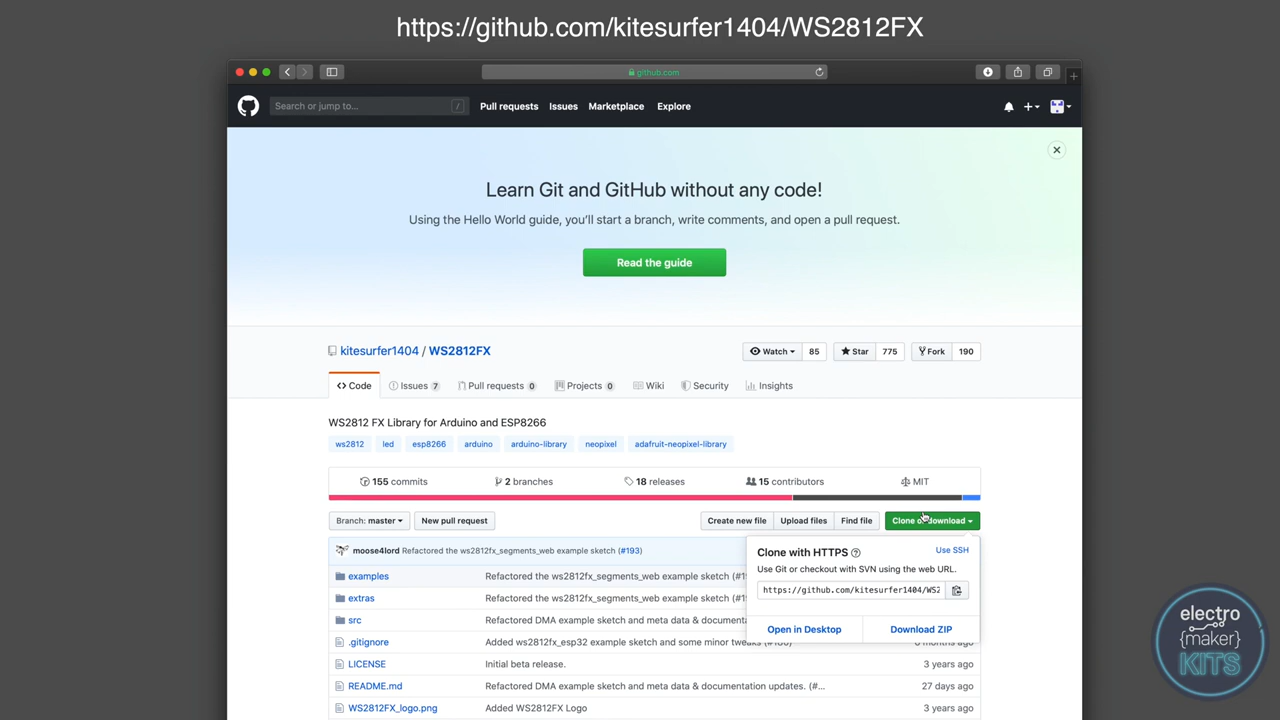 https://github.com/kitesurfer1404/WS2812FX
github.com
Search or jump to... /
Pull requests Issues Marketplace Explore
Learn Git and GitHub without any code!
Using the Hello World guide, you'll start a branch, write comments, and open a pull request.
Read the guide
kitesurfer1404 / WS2812FX
Watch 85 Star 775 Fork 190
Code Issues 7 Pull requests 0 Projects 0 Wiki Security Insights
WS2812 FX Library for Arduino and ESP8266
ws2812 led esp8266 arduino arduino-library neopixel adafruit-neopixel-library
155 commits 2 branches 18 releases 15 contributors MIT
Branch: master New pull request Create new file Upload files Find file Clone or download
moose4lord Refactored the ws2812fx_segments_web example sketch (#193)
Clone with HTTPS Use SSH
Use Git or checkout with SVN using the web URL.
https://github.com/kitesurfer1404/WS2
Open in Desktop Download ZIP
examples Refactored the ws2812fx_segments_web example sketch (#1
extras Refactored the ws2812fx_segments_web example sketch (#1
src Refactored DMA example sketch and meta data & document
.gitignore Added ws2812fx_esp32 example sketch and some minor tweaks months ago
LICENSE Initial beta release. 3 years ago
README.md Refactored DMA example sketch and meta data & documentation updates. (#... 27 days ago
WS2812FX_logo.png Added WS2812FX Logo 3 years ago
electro
{maker}
KITS